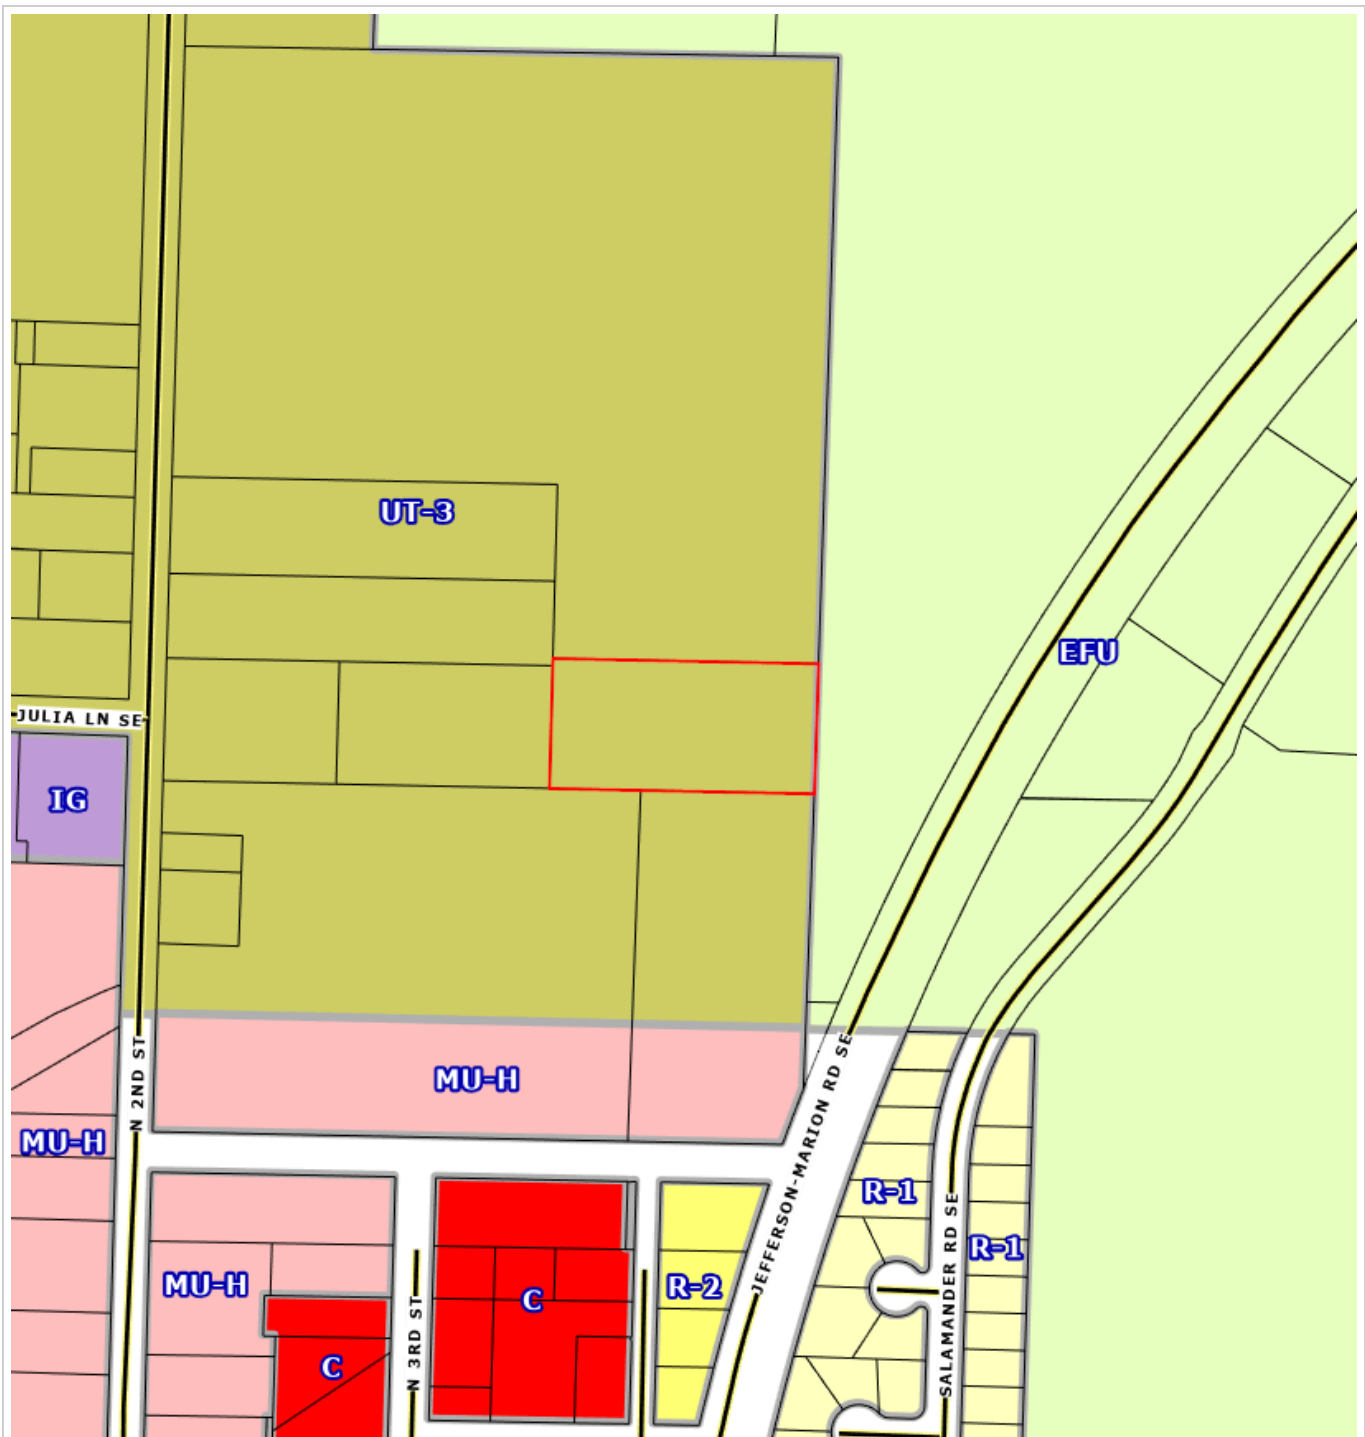 UT-3
EFU
JULIA LN SE
IG
N 2ND ST
MU-H
JEFFERSON-MARION RD SE
MU-H
R-1
SALAMANDER RD SE
R-1
MU-H
R-2
C
N 3RD ST
C